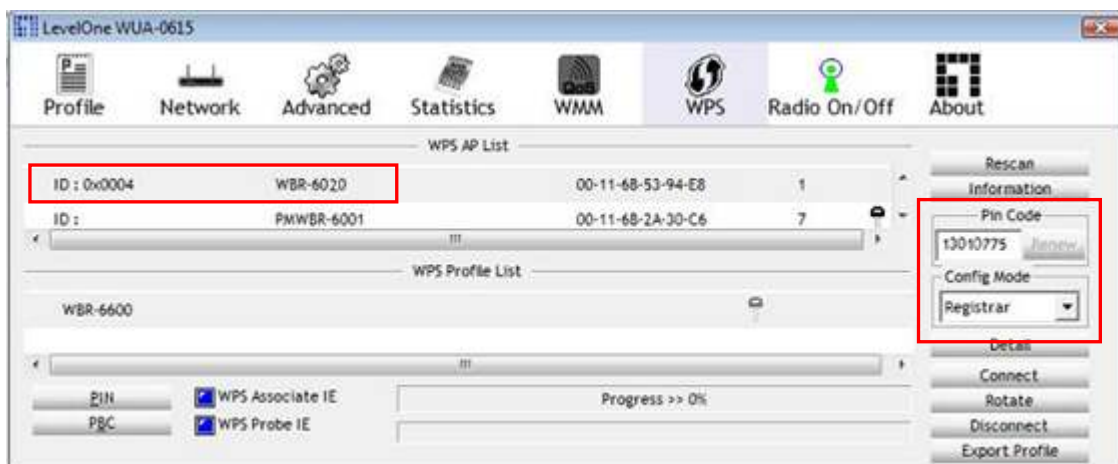 LevelOne WUA-0615
Profile Network Advanced Statistics QoS WMM WPS Radio On/Off About
WPS AP List
ID : 0x0004 WBR-6020 00-11-6B-53-94-E8 1
ID : PMWBR-6001 00-11-6B-2A-30-C6 7
WPS Profile List
WBR-6600
PIN WPS Associate IE Progress >> 0%
PBC WPS Probe IE
Rescan
Information
Pin Code
13010775 Renew
Config Mode
Registrar
Detail
Connect
Rotate
Disconnect
Export Profile